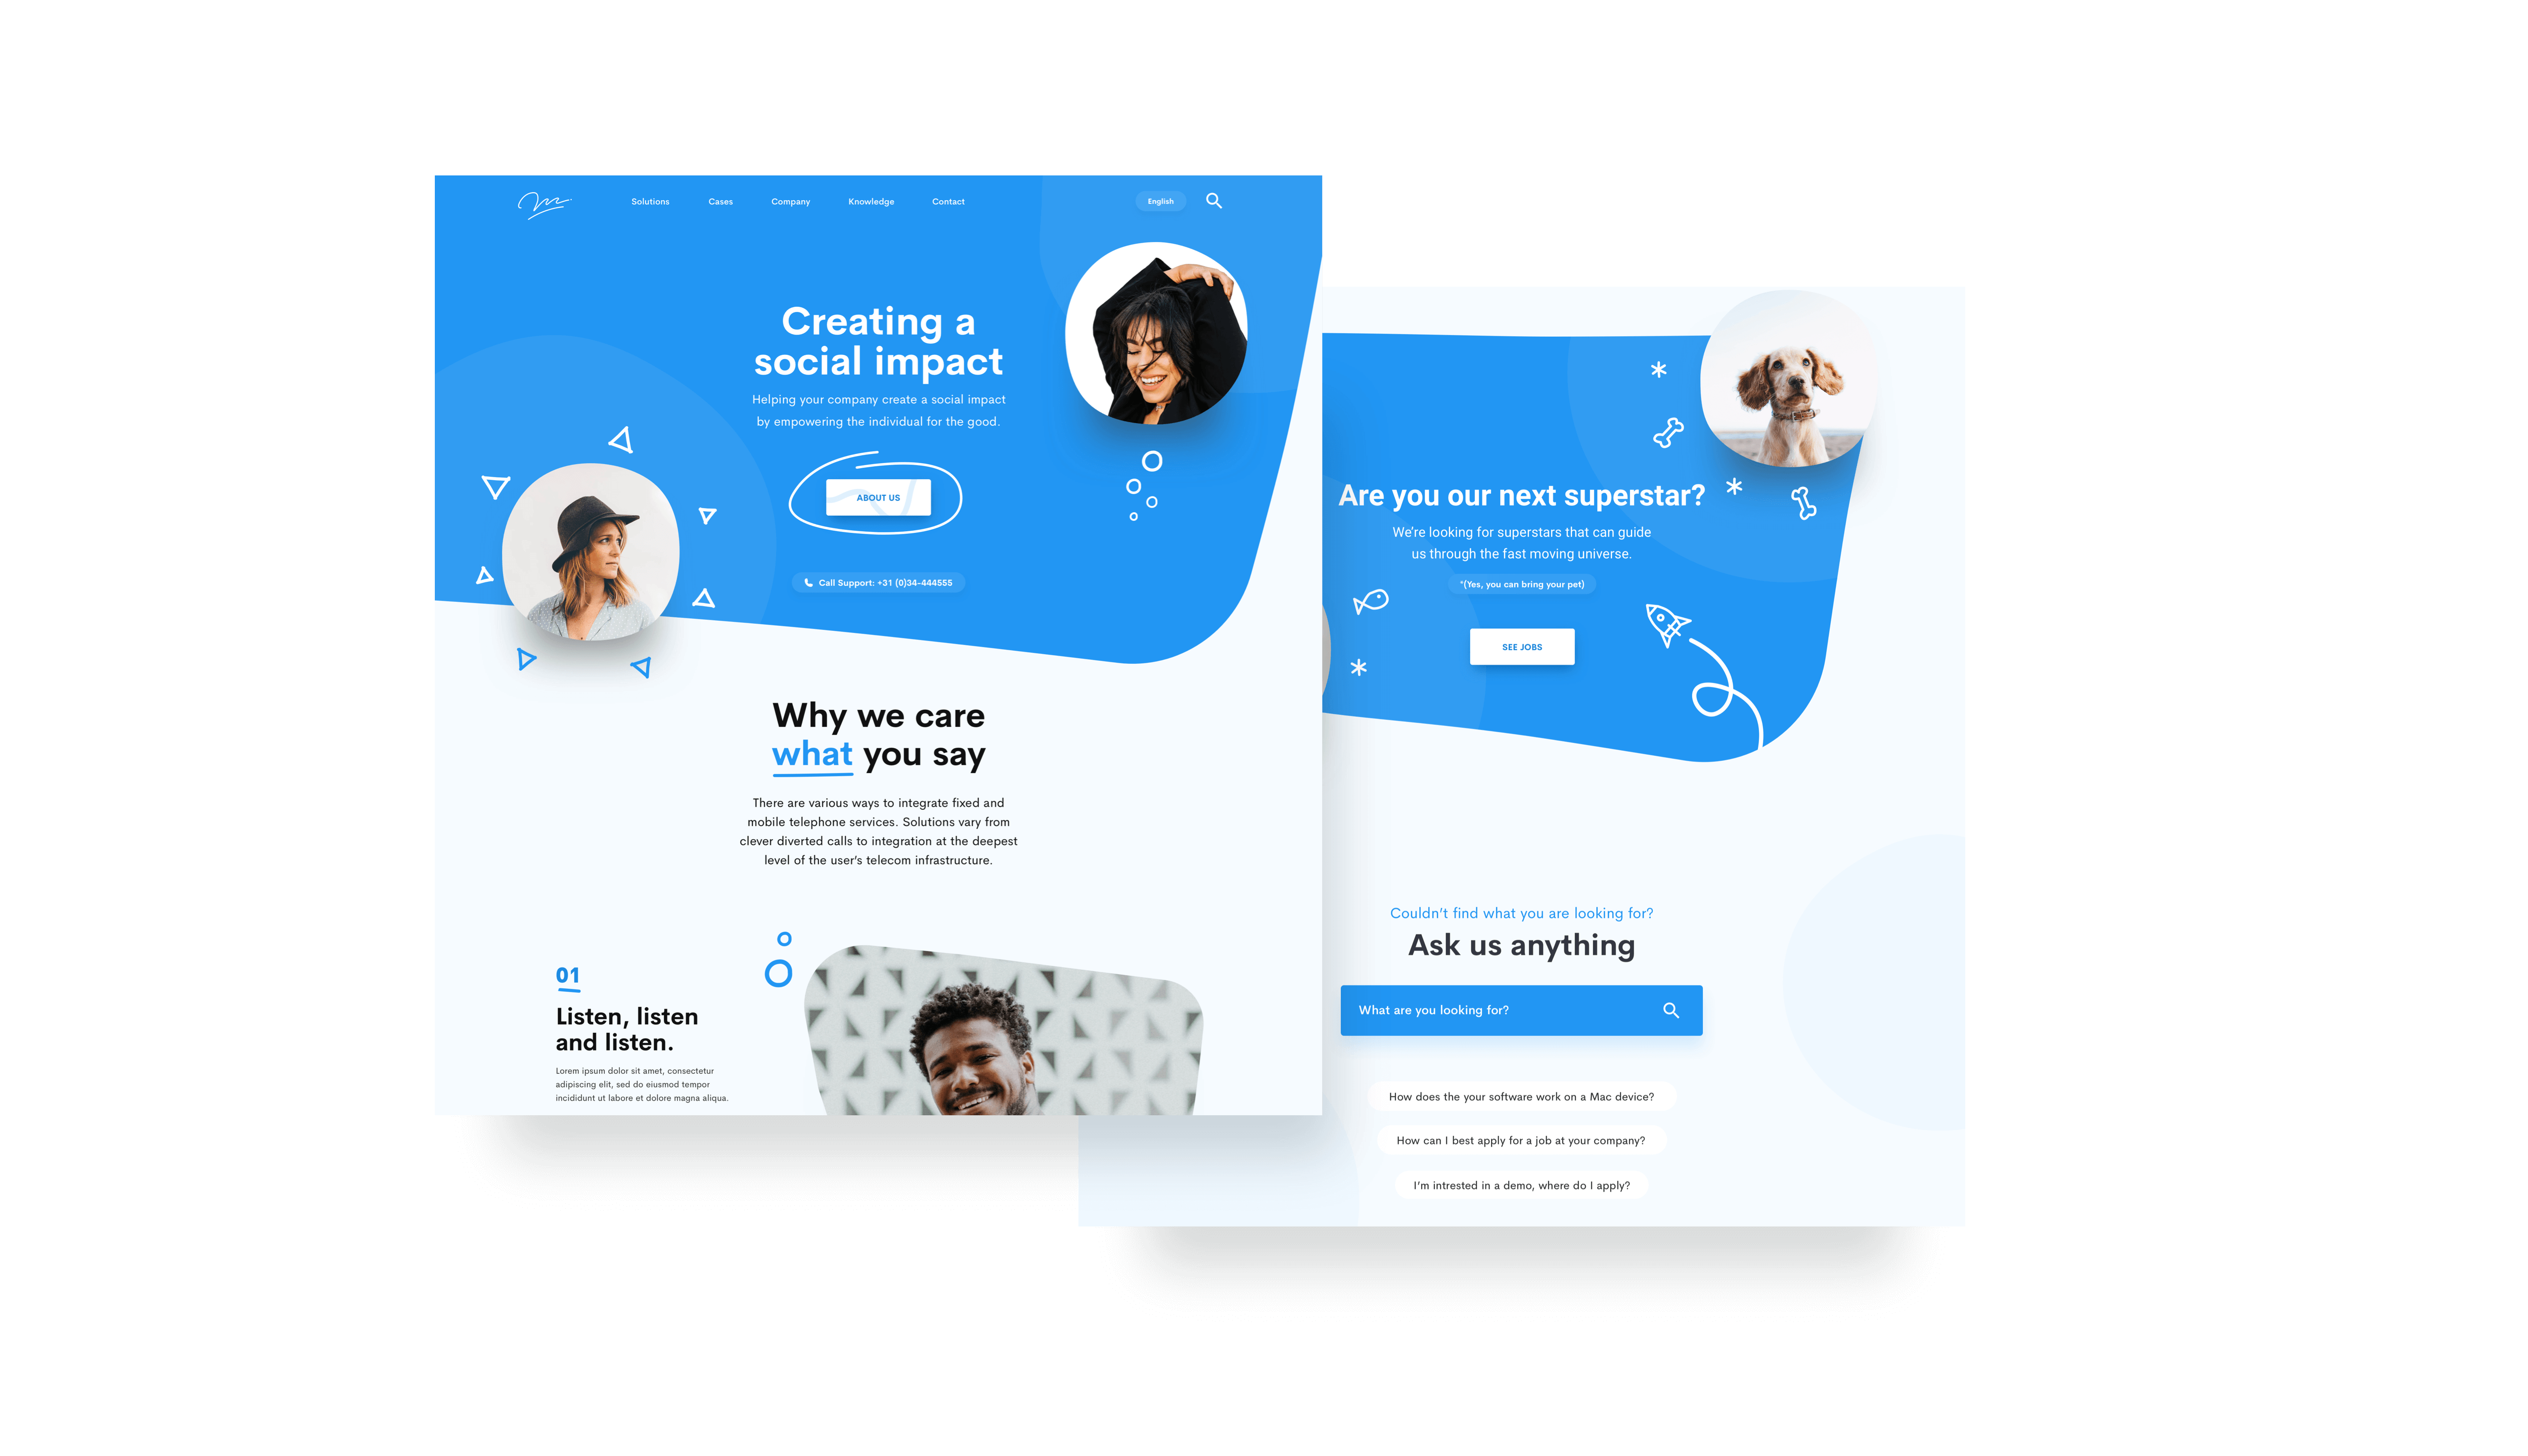 Solutions
Cases
Company
Knowledge
Contact
English
Creating a
social impact
Helping your company create a social impact
by empowering the individual for the good.
ABOUT US
Call Support: +31 (0)34-444555
Why we care
what you say
There are various ways to integrate fixed and
mobile telephone services. Solutions vary from
clever diverted calls to integration at the deepest
level of the user's telecom infrastructure.
01
Listen, listen
and listen.
Lorem ipsum dolor sit amet, consectetur
adipiscing elit, sed do eiusmod tempor
incididunt ut labore et dolore magna aliqua.
Are you our next superstar?
We're looking for superstars that can guide
us through the fast moving universe.
*(Yes, you can bring your pet)
SEE JOBS
Couldn't find what you are looking for?
Ask us anything
What are you looking for?
How does the your software work on a Mac device?
How can I best apply for a job at your company?
I'm intrested in a demo, where do I apply?